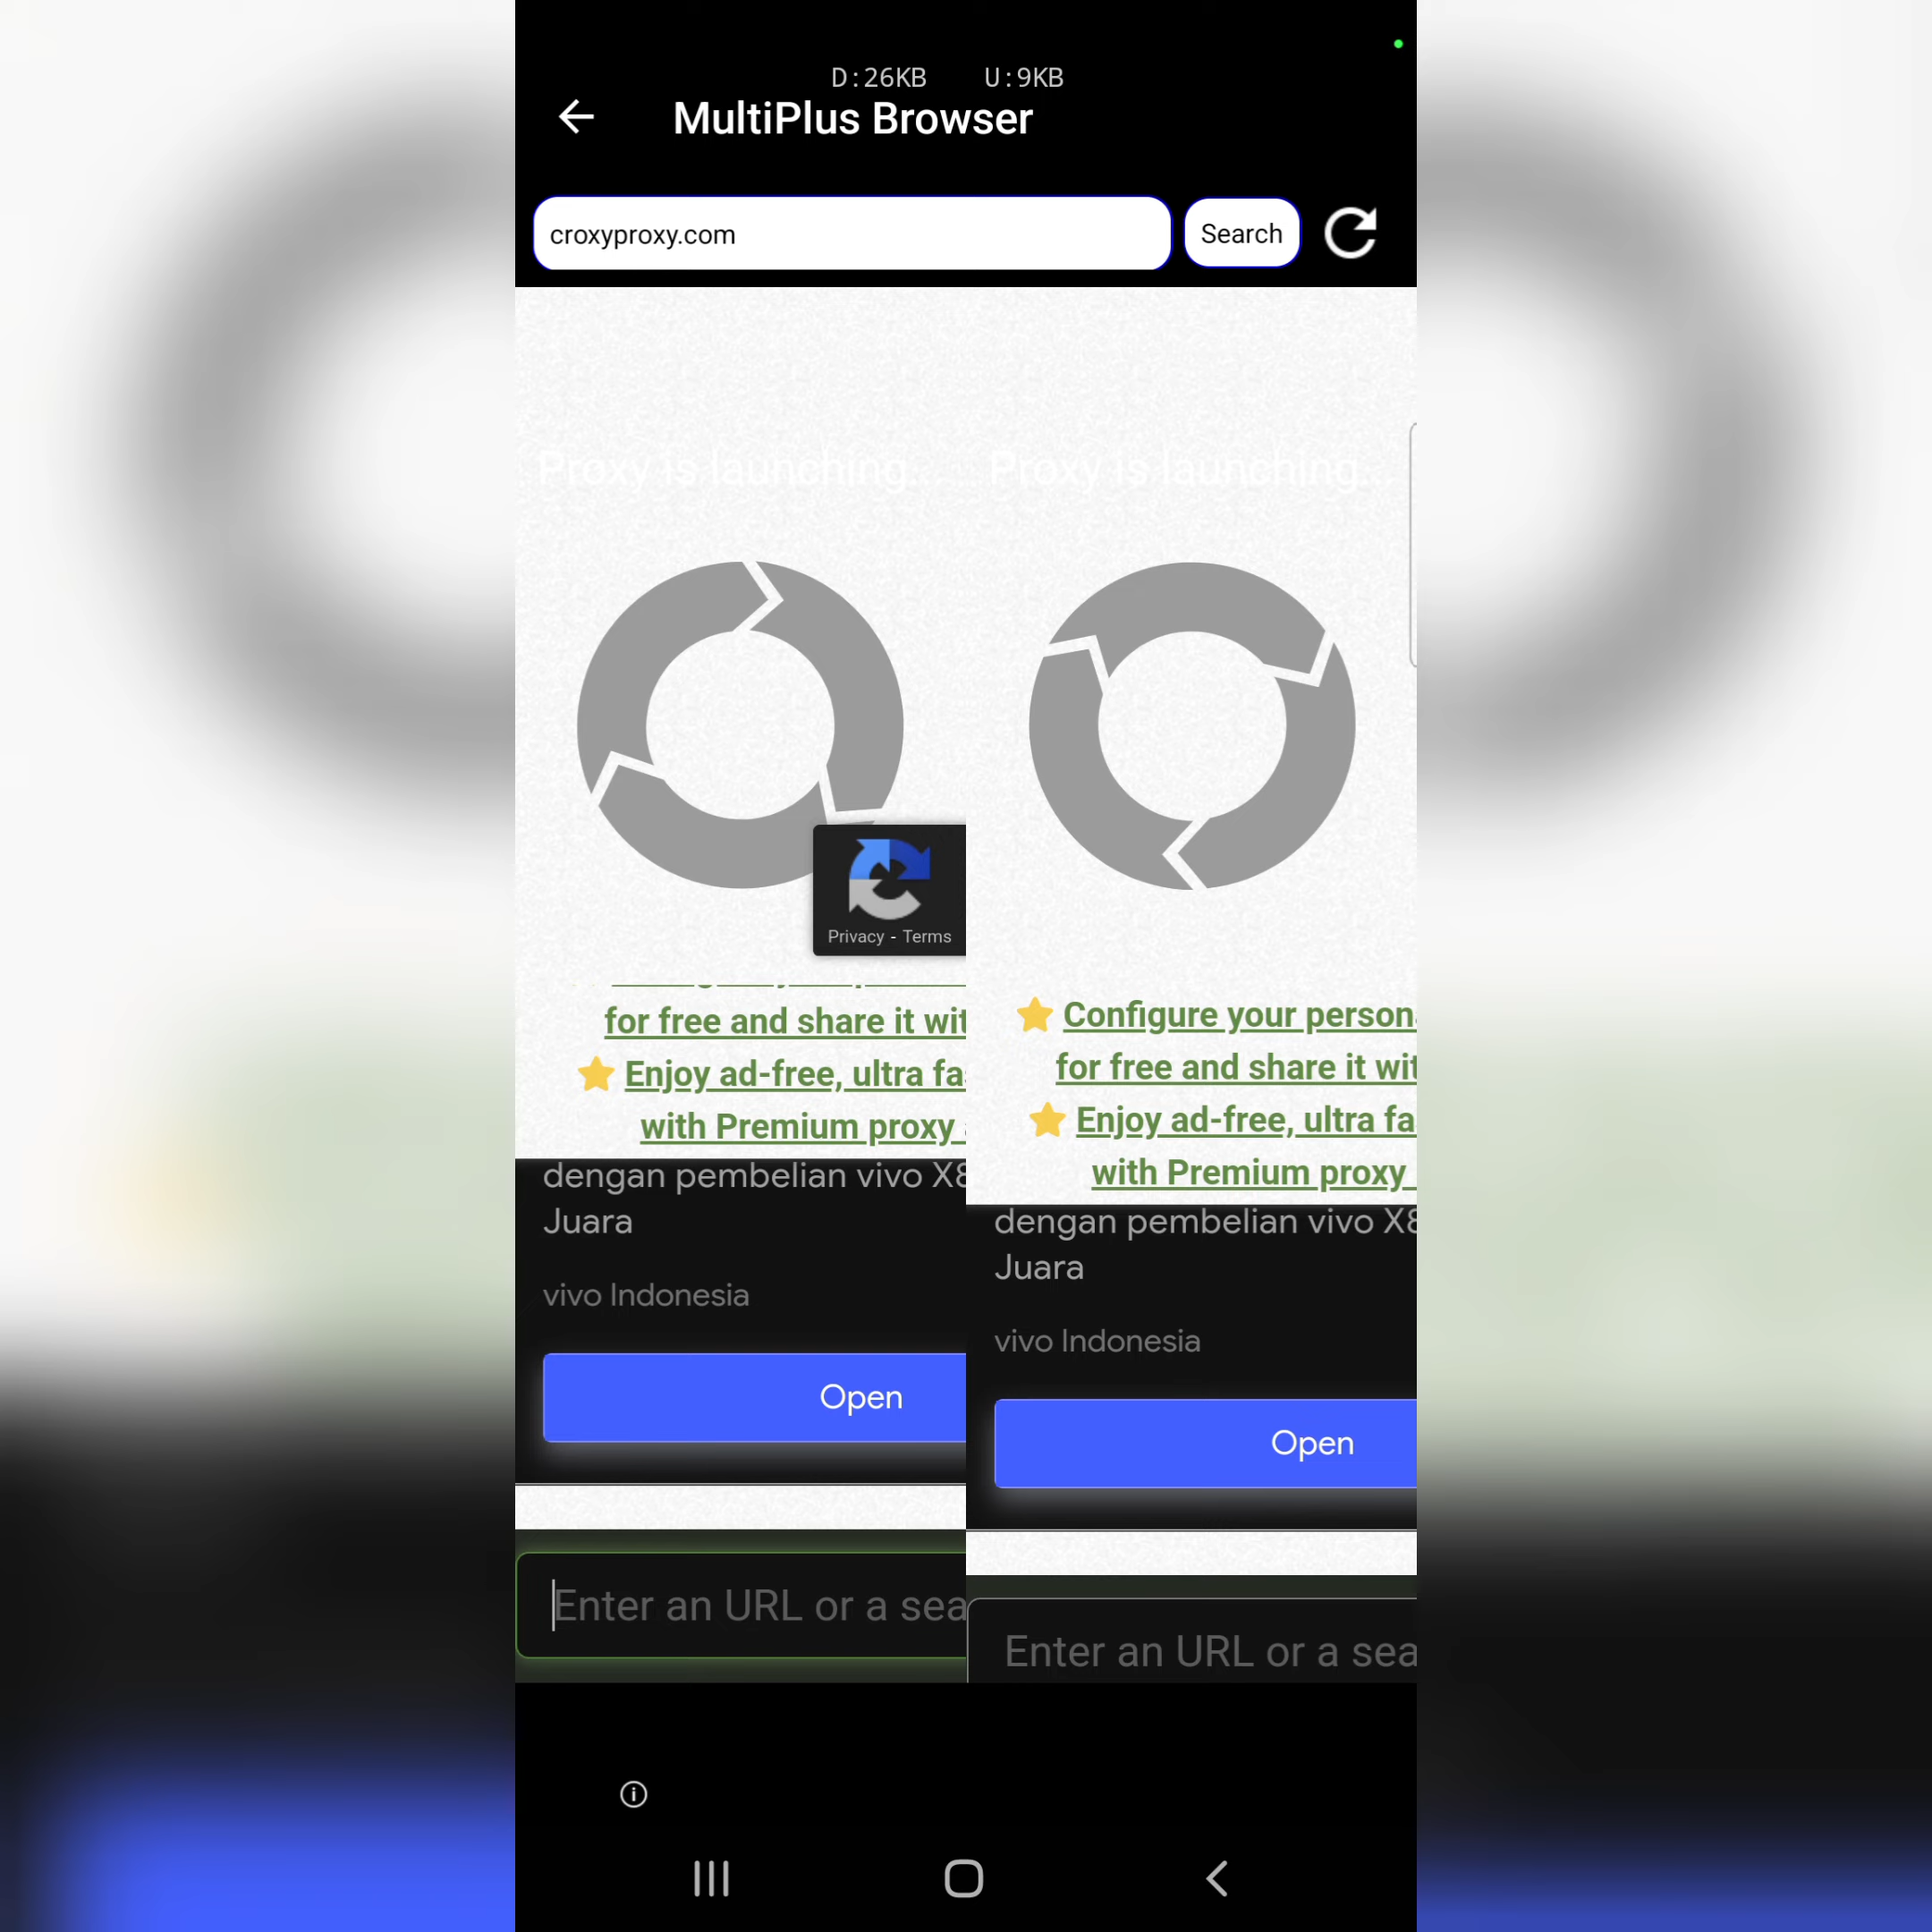 D:26KB U:9KB
MultiPlus Browser
croxyproxy.com
Search
Proxy is launching...
Privacy - Terms
for free and share it wit
Enjoy ad-free, ultra fa
with Premium proxy
dengan pembelian vivo X8
Juara
vivo Indonesia
Open
Enter an URL or a sea
Proxy is launching...
Configure your person
for free and share it wit
Enjoy ad-free, ultra fa
with Premium proxy
dengan pembelian vivo X8
Juara
vivo Indonesia
Open
Enter an URL or a sea